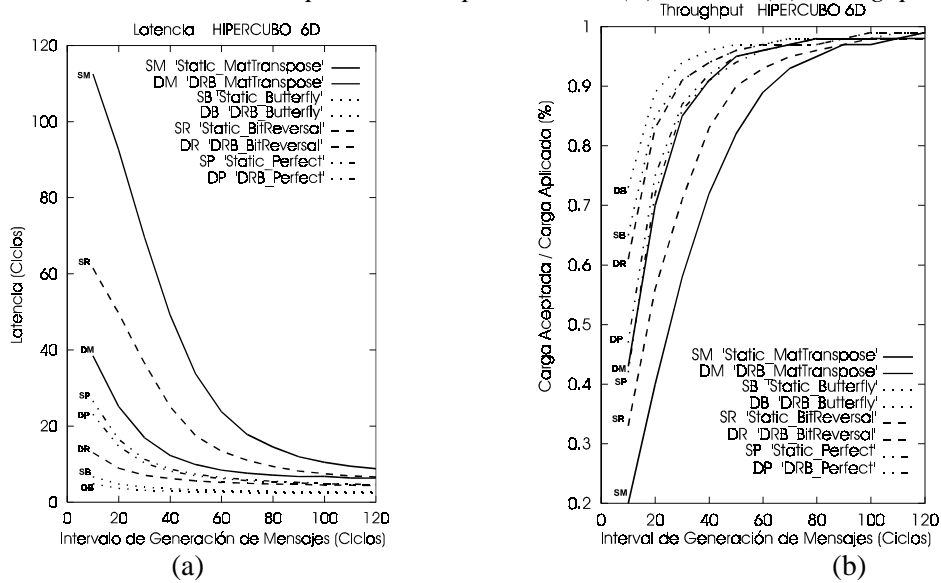 Latencia HIPERCUBO 6D
120
100
80
60
40
20
0
Latencia (Ciclos)
SM 'Static_MatTranspose'
DM 'DRB_MatTranspose'
SB 'Static_Butterfly'
DB 'DRB_Butterfly'
SR 'Static_BitReversal'
DR 'DRB_BitReversal'
SP 'Static_Perfect'
DP 'DRB_Perfect'
SM
SR
DM
SP
DP
DR
SB
DB
0 20 40 60 80 100 120
Intervalo de Generación de Mensajes (Ciclos)
(a)
Throughput HIPERCUBO 6D
1
0.9
0.8
0.7
0.6
0.5
0.4
0.3
0.2
Carga Aceptada / Carga Aplicada (%)
DB
SB
DR
DP
DM
SP
SR
SM
SM 'Static_MatTranspose'
DM 'DRB_MatTranspose'
SB 'Static_Butterfly'
DB 'DRB_Butterfly'
SR 'Static_BitReversal'
DR 'DRB_BitReversal'
SP 'Static_Perfect'
DP 'DRB_Perfect'
0 20 40 60 80 100 120
Interval de Generación de Mensajes (Ciclos)
(b)